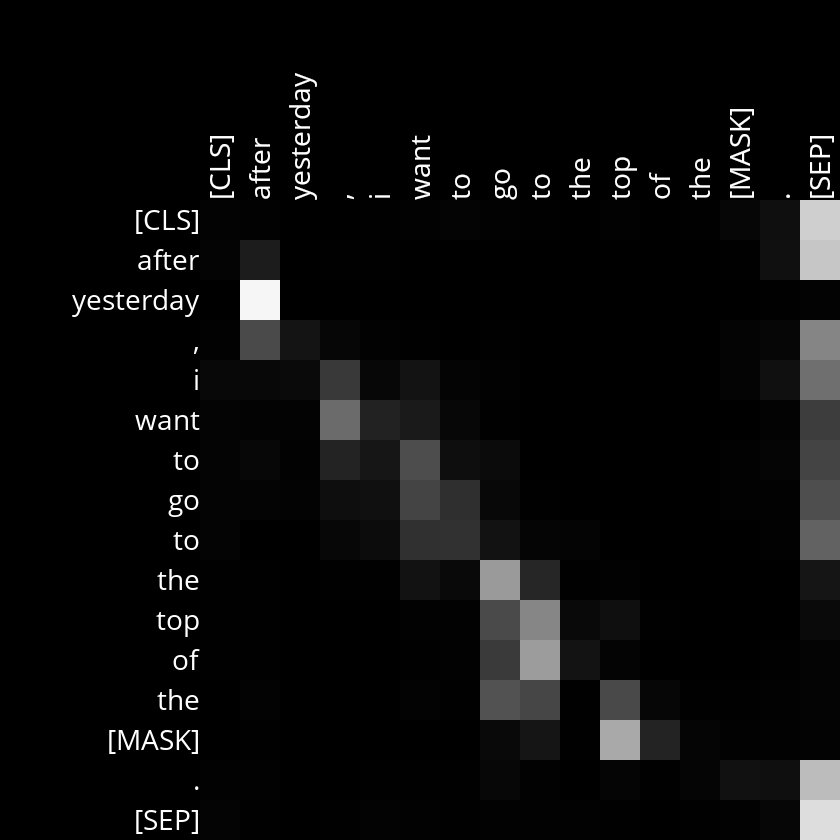 [CLS] after yesterday , i want to go to the top of the [MASK] . [SEP]
[CLS]
after
yesterday
,
i
want
to
go
to
the
top
of
the
[MASK]
.
[SEP]